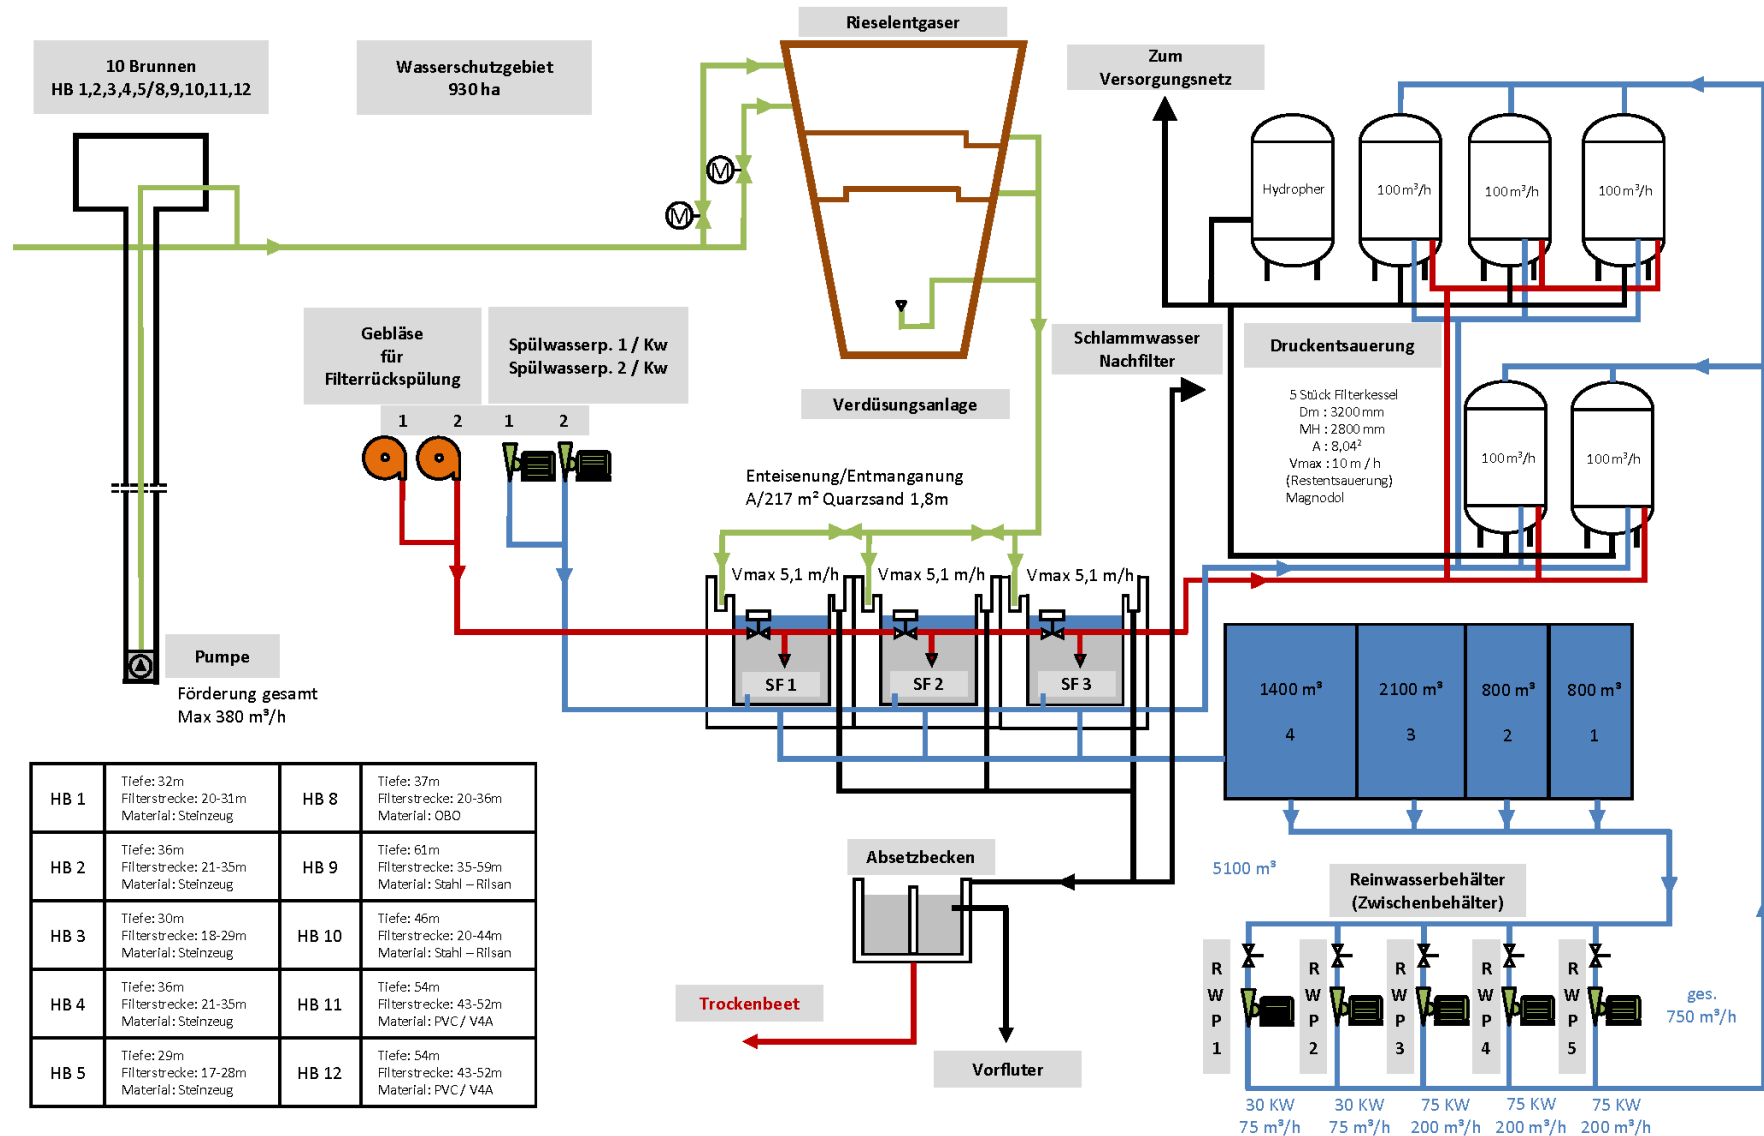 Rieselentgaser
10 Brunnen
HB 1,2,3,4,5/8,9,10,11,12
Wasserschutzgebiet
930 ha
Zum
Versorgungsnetz
M
M
Hydropher
100 m³/h
100 m³/h
100 m³/h
Gebläse
für
Filterrückspülung
Spülwasserp. 1 / Kw
Spülwasserp. 2 / Kw
1
2
1
2
Verdüsungsanlage
Schlammwasser
Nachfilter
Druckentsauerung
5 Stück Filterkessel
Dm : 3200 mm
MH : 2800 mm
A : 8,04²
Vmax : 10 m / h
(Restentsauerung)
Magnodol
100 m³/h
100 m³/h
Enteisenung/Entmanganung
A/217 m² Quarzsand 1,8m
Vmax 5,1 m/h
Vmax 5,1 m/h
Vmax 5,1 m/h
SF 1
SF 2
SF 3
Pumpe
Förderung gesamt
Max 380 m³/h
1400 m³
2100 m³
800 m³
800 m³
4
3
2
1
HB 1
Tiefe: 32m
Filterstrecke: 20-31m
Material: Steinzeug
HB 8
Tiefe: 37m
Filterstrecke: 20-36m
Material: OBO
HB 2
Tiefe: 36m
Filterstrecke: 21-35m
Material: Steinzeug
HB 9
Tiefe: 61m
Filterstrecke: 35-59m
Material: Stahl – Rilsan
HB 3
Tiefe: 30m
Filterstrecke: 18-29m
Material: Steinzeug
HB 10
Tiefe: 46m
Filterstrecke: 20-44m
Material: Stahl – Rilsan
HB 4
Tiefe: 36m
Filterstrecke: 21-35m
Material: Steinzeug
HB 11
Tiefe: 54m
Filterstrecke: 43-52m
Material: PVC / V4A
HB 5
Tiefe: 29m
Filterstrecke: 17-28m
Material: Steinzeug
HB 12
Tiefe: 54m
Filterstrecke: 43-52m
Material: PVC / V4A
Absetzbecken
Trockenbeet
Vorfluter
5100 m³
Reinwasserbehälter
(Zwischenbehälter)
R
W
P
1
R
W
P
2
R
W
P
3
R
W
P
4
R
W
P
5
ges.
750 m³/h
30 KW
75 m³/h
30 KW
75 m³/h
75 KW
200 m³/h
75 KW
200 m³/h
75 KW
200 m³/h